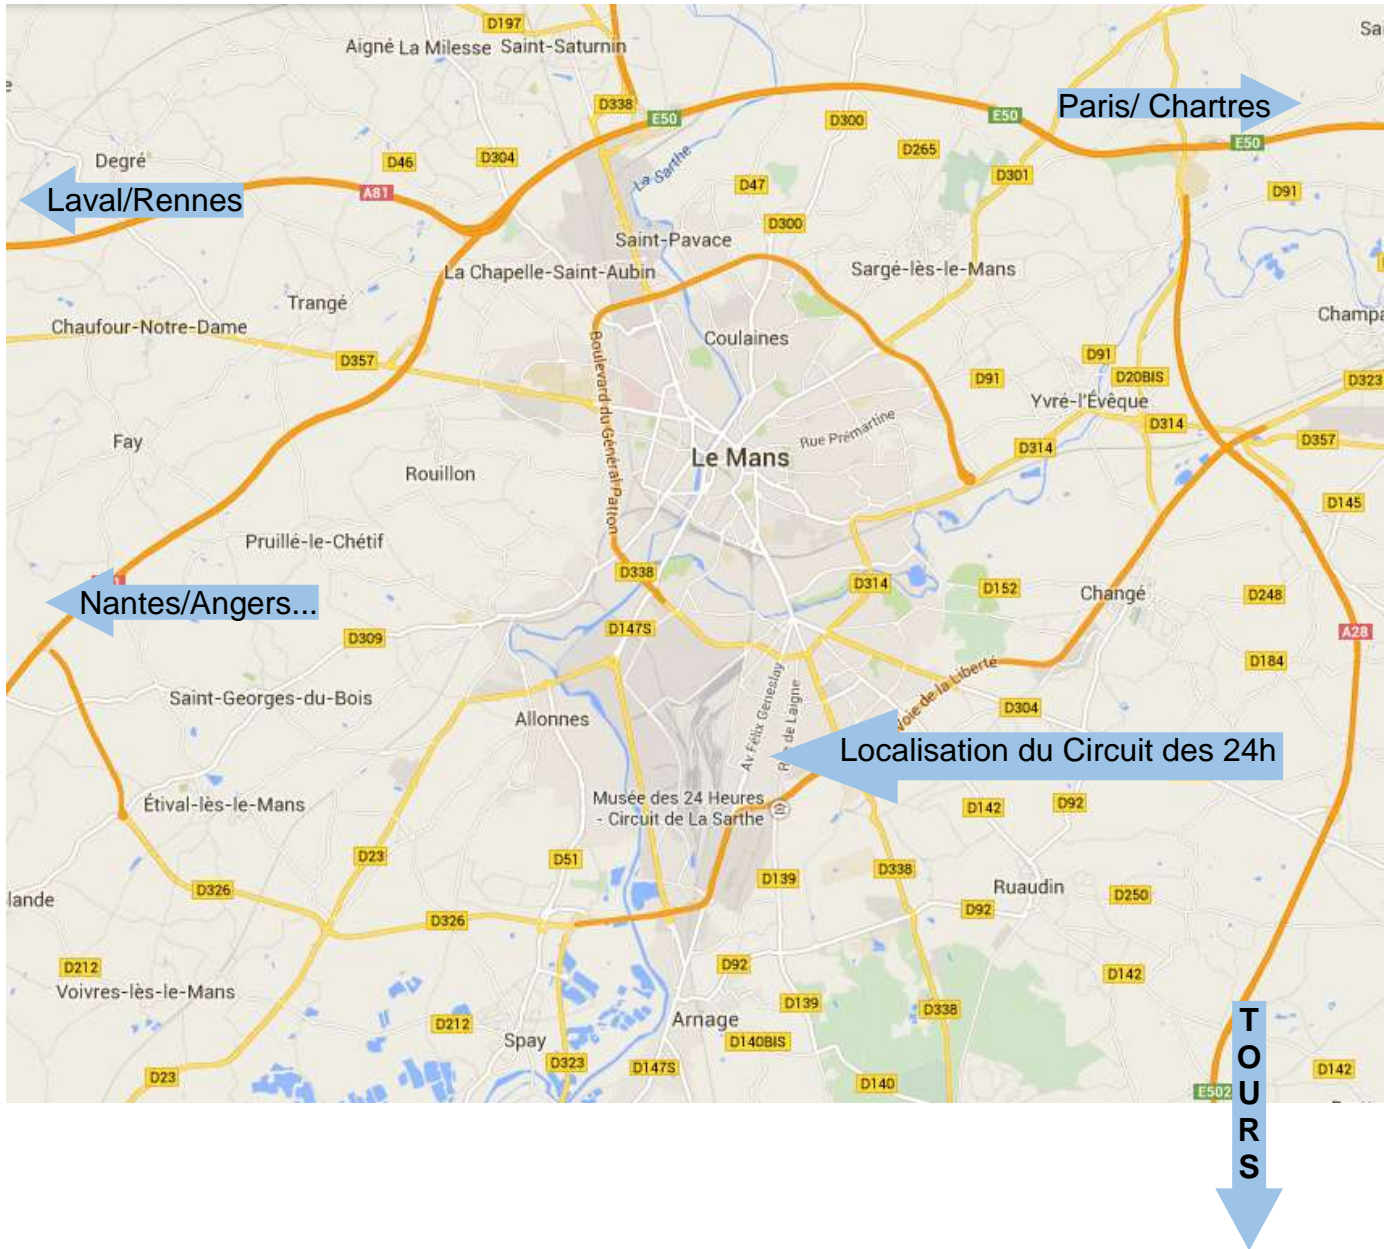 D197
Sai
Aigné La Milesse Saint-Saturnin
D338
E50
D300
E50
Paris/ Chartres
E50
Degré
D46
D304
D265
La Sarthe
D47
D301
D91
A81
Laval/Rennes
D300
Saint-Pavace
La Chapelle-Saint-Aubin
Sargé-lès-le-Mans
Trangé
Champa
Chaufour-Notre-Dame
Coulaines
D357
Boulevard du Général Patton
D91
D91
D20BIS
D323
Yvré-l'Évêque
Rue Prémartine
D314
Fay
D314
D357
Le Mans
Rouillon
D145
Pruillé-le-Chétif
D338
D314
D152
Changé
D248
Nantes/Angers...
D147S
D309
A28
D184
Voie de la Liberté
Saint-Georges-du-Bois
Av. Félix Geneslay
Rue de Laigne
Allonnes
D304
Localisation du Circuit des 24h
Étival-lès-le-Mans
Musée des 24 Heures
- Circuit de La Sarthe
D142
D92
D23
D51
D139
D338
D326
Ruaudin
D250
lande
D326
D92
D212
D92
D142
Voivres-lès-le-Mans
D139
D338
Arnage
D212
Spay
D140BIS
D323
D147S
D23
D140
D142
E502
T
O
U
R
S